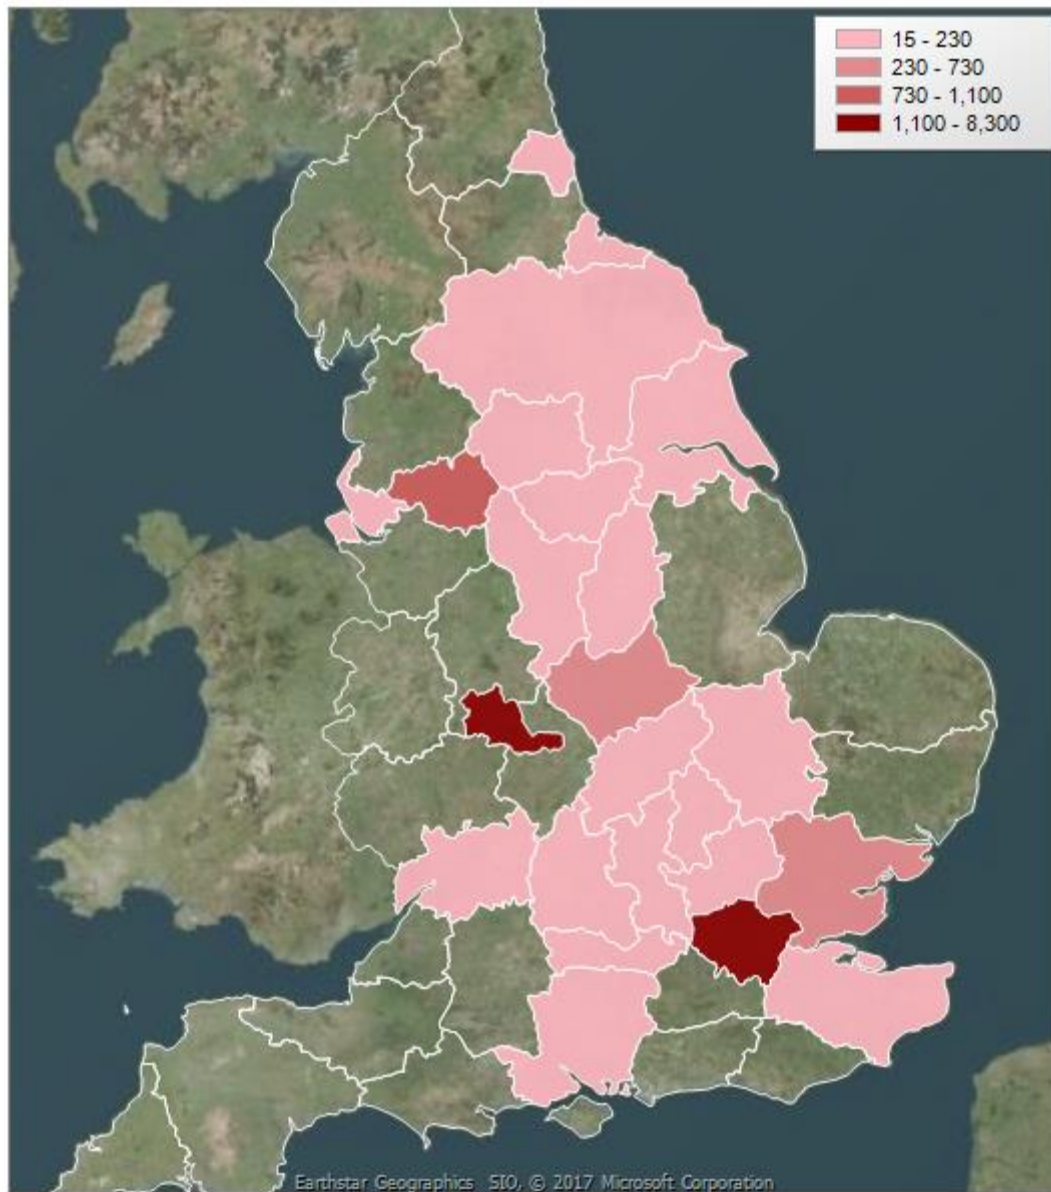 15 - 230
230 - 730
730 - 1,100
1,100 - 8,300
Earthstar Geographics SIO, © 2017 Microsoft Corporation